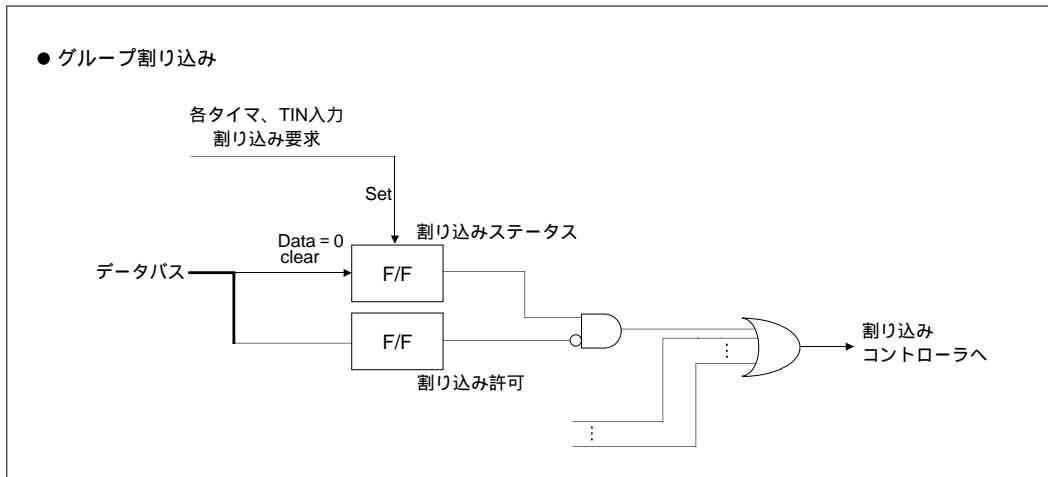 ● グループ割り込み
各タイマ、TIN入力
割り込み要求
Set
Data = 0
clear
割り込みステータス
データバス
F/F
F/F
割り込み許可
割り込み
コントローラへ